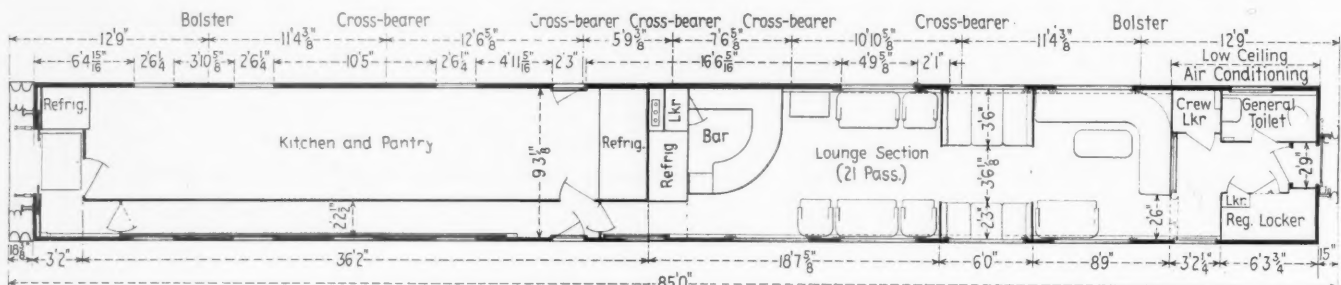 Bolster Cross-bearer Cross-bearer Cross-bearer Cross-bearer Cross-bearer Bolster
12'9" 11'4 3/8" 12'6 5/8" 5'9 3/8" 7'6 5/8" 10'10 5/8" 11'4 3/8" 12'9"
6'4 15/16" 2'6 1/4" 3'10 5/8" 2'6 1/4" 10'5" 2'6 1/4" 4'11 5/16" 2'3" 16'6 5/16" 4'9 5/8" 2'1" Low Ceiling
Air Conditioning
Refrig.
Kitchen and Pantry
9'3 1/8"
Refrig.
Lkr
Refrig
Bar
Lounge Section
(21 Pass.)
3'6"
3'6 1/8"
2'3"
Crew
Lkr
General
Toilet
2'9"
2'2 1/2"
2'6"
Lkr.
Reg. Locker
3'2" 36'2" 18'7 5/8" 6'0" 8'9" 3'2 1/4" 6'3 3/4" 15"
85'0"